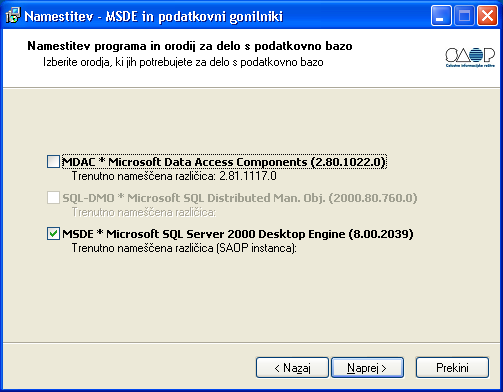 Namestitev - MSDE in podatkovni gonilniki
Namestitev programa in orodij za delo s podatkovno bazo
Izberite orodja, ki jih potrebujete za delo s podatkovno bazo
SAOP
Celostne informacijske rešitve
MDAC * Microsoft Data Access Components (2.80.1022.0)
Trenutno nameščena različica: 2.81.1117.0
SQL-DMO * Microsoft SQL Distributed Man. Obj. (2000.80.760.0)
Trenutno nameščena različica:
MSDE * Microsoft SQL Server 2000 Desktop Engine (8.00.2039)
Trenutno nameščena različica (SAOP instanca):
< Nazaj
Naprej >
Prekini